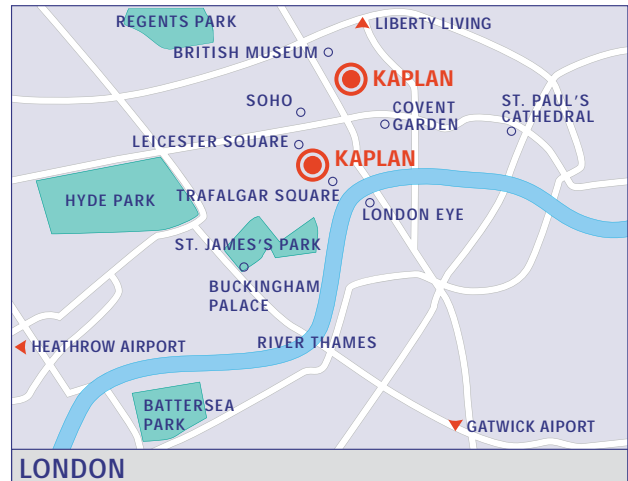 REGENTS PARK
LIBERTY LIVING
BRITISH MUSEUM
KAPLAN
SOHO
COVENT
GARDEN
ST. PAUL'S
CATHEDRAL
LEICESTER SQUARE
KAPLAN
HYDE PARK
TRAFALGAR SQUARE
LONDON EYE
ST. JAMES'S PARK
BUCKINGHAM
PALACE
RIVER THAMES
HEATHROW AIRPORT
BATTERSEA
PARK
GATWICK AIPORT
LONDON